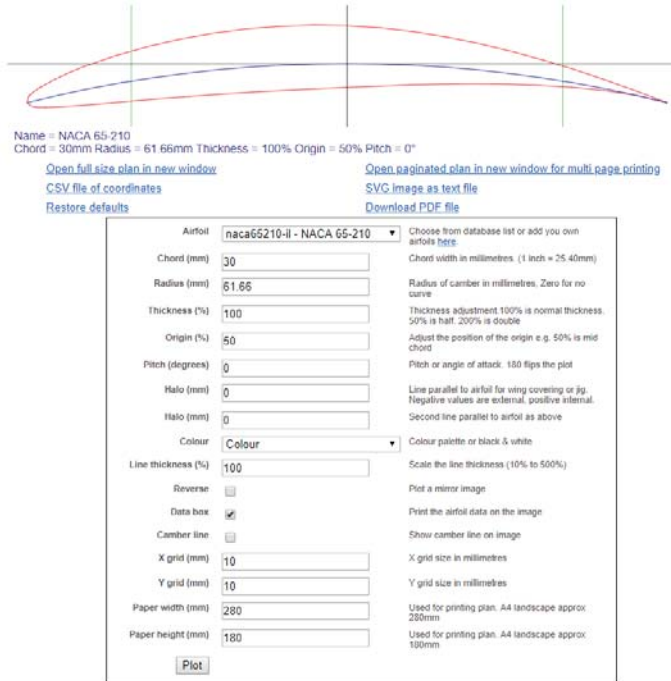 Name = NACA 65-210
Chord = 30mm Radius = 61.66mm Thickness = 100% Origin = 50% Pitch = 0°
Open full size plan in new window
Open paginated plan in new window for multi page printing
CSV file of coordinates
SVG image as text file
Restore defaults
Download PDF file
Airfoil naca65210-il - NACA 65-210 Choose from database list or add you own
airfoils here.
Chord (mm) 30 Chord width in millimetres. (1 inch = 25.40mm)
Radius (mm) 61.66 Radius of camber in millimetres. Zero for no
curve
Thickness (%) 100 Thickness adjustment.100% is normal thickness.
50% is half. 200% is double
Origin (%) 50 Adjust the position of the origin e.g. 50% is mid
chord
Pitch (degrees) 0 Pitch or angle of attack. 180 flips the plot
Halo (mm) 0 Line parallel to airfoil for wing covering or jig.
Negative values are external, positive internal.
Halo (mm) 0 Second line parallel to airfoil as above
Colour Colour Colour palette or black & white
Line thickness (%) 100 Scale the line thickness (10% to 500%)
Reverse Plot a mirror image
Data box Print the airfoil data on the image
Camber line Show camber line on image
X grid (mm) 10 X grid size in millimetres
Y grid (mm) 10 Y grid size in millimetres
Paper width (mm) 280 Used for printing plan. A4 landscape approx
280mm
Paper height (mm) 180 Used for printing plan. A4 landscape approx
180mm
Plot